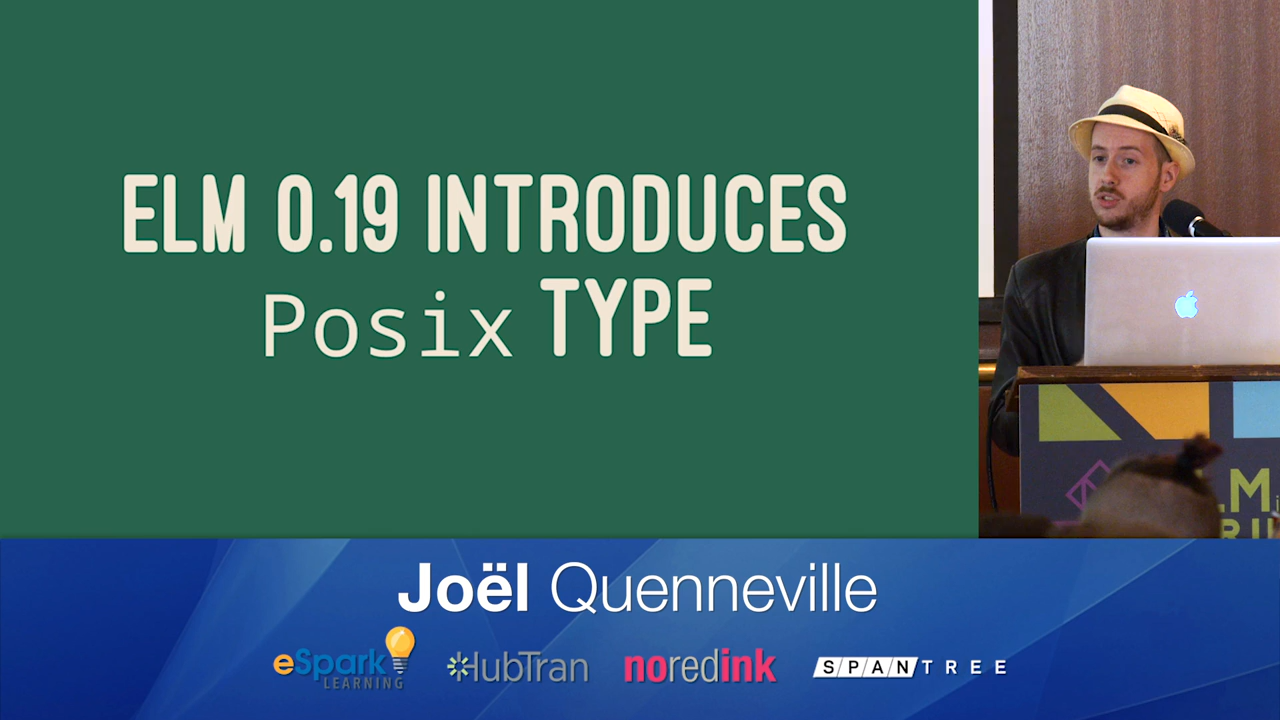 ELM 0.19 INTRODUCES
Posix TYPE
Joël Quenneville
eSpark
LEARNING
HubTran
noredink
SPANTREE